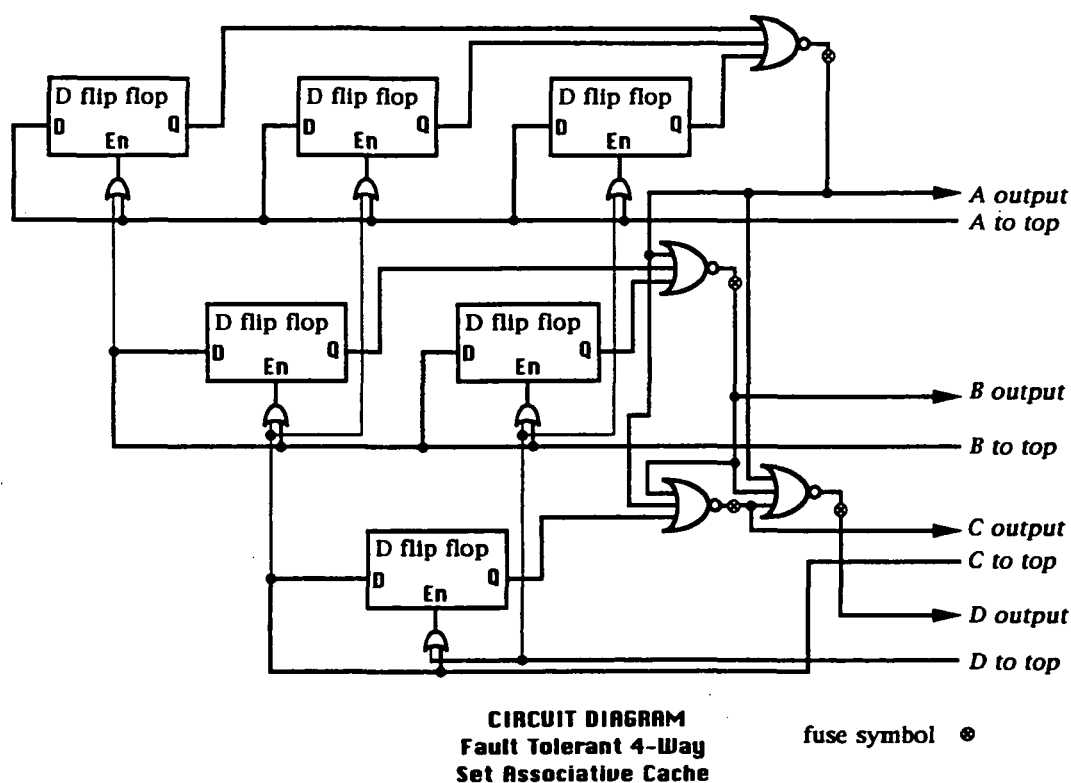 D flip flop
D flip flop
D flip flop
D
Q
D
Q
D
Q
En
En
En
A output
A to top
D flip flop
D flip flop
D
Q
D
Q
En
En
B output
B to top
D flip flop
C output
D
Q
C to top
En
D output
D to top
CIRCUIT DIAGRAM
Fault Tolerant 4-Way
Set Associative Cache
fuse symbol